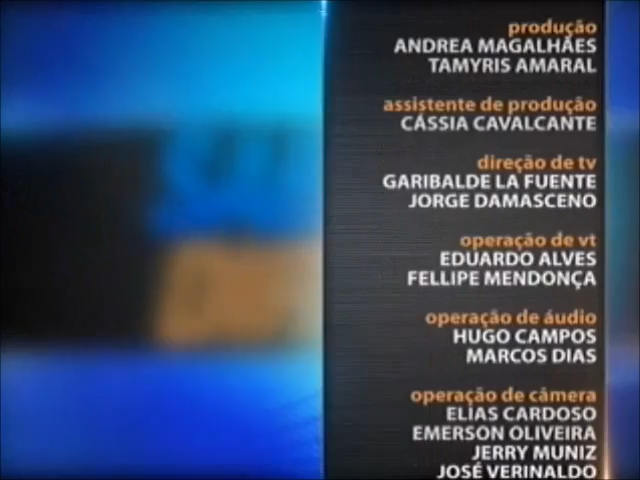 produção
ANDREA MAGALHÃES
TAMYRIS AMARAL
assistente de produção
CÁSSIA CAVALCANTE
direção de tv
GARIBALDE LA FUENTE
JORGE DAMASCENO
operação de vt
EDUARDO ALVES
FELLIPE MENDONÇA
operação de áudio
HUGO CAMPOS
MARCOS DIAS
operação de câmera
ELIAS CARDOSO
EMERSON OLIVEIRA
JERRY MUNIZ
JOSÉ VERINALDO